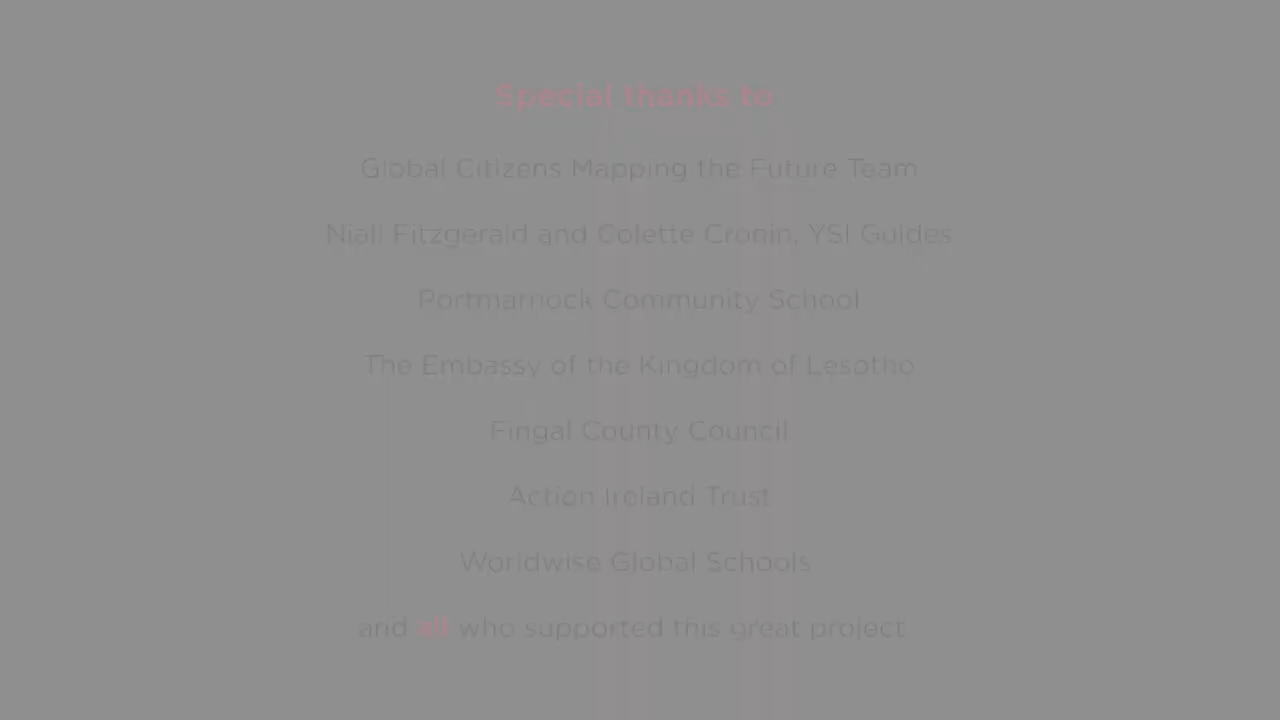 Special thanks to
Global Citizens Mapping the Future Team
Niall Fitzgerald and Colette Cronin, YSI Guides
Portmarnock Community School
The Embassy of the Kingdom of Lesotho
Fingal County Council
Action Ireland Trust
Worldwise Global Schools
and all who supported this great project